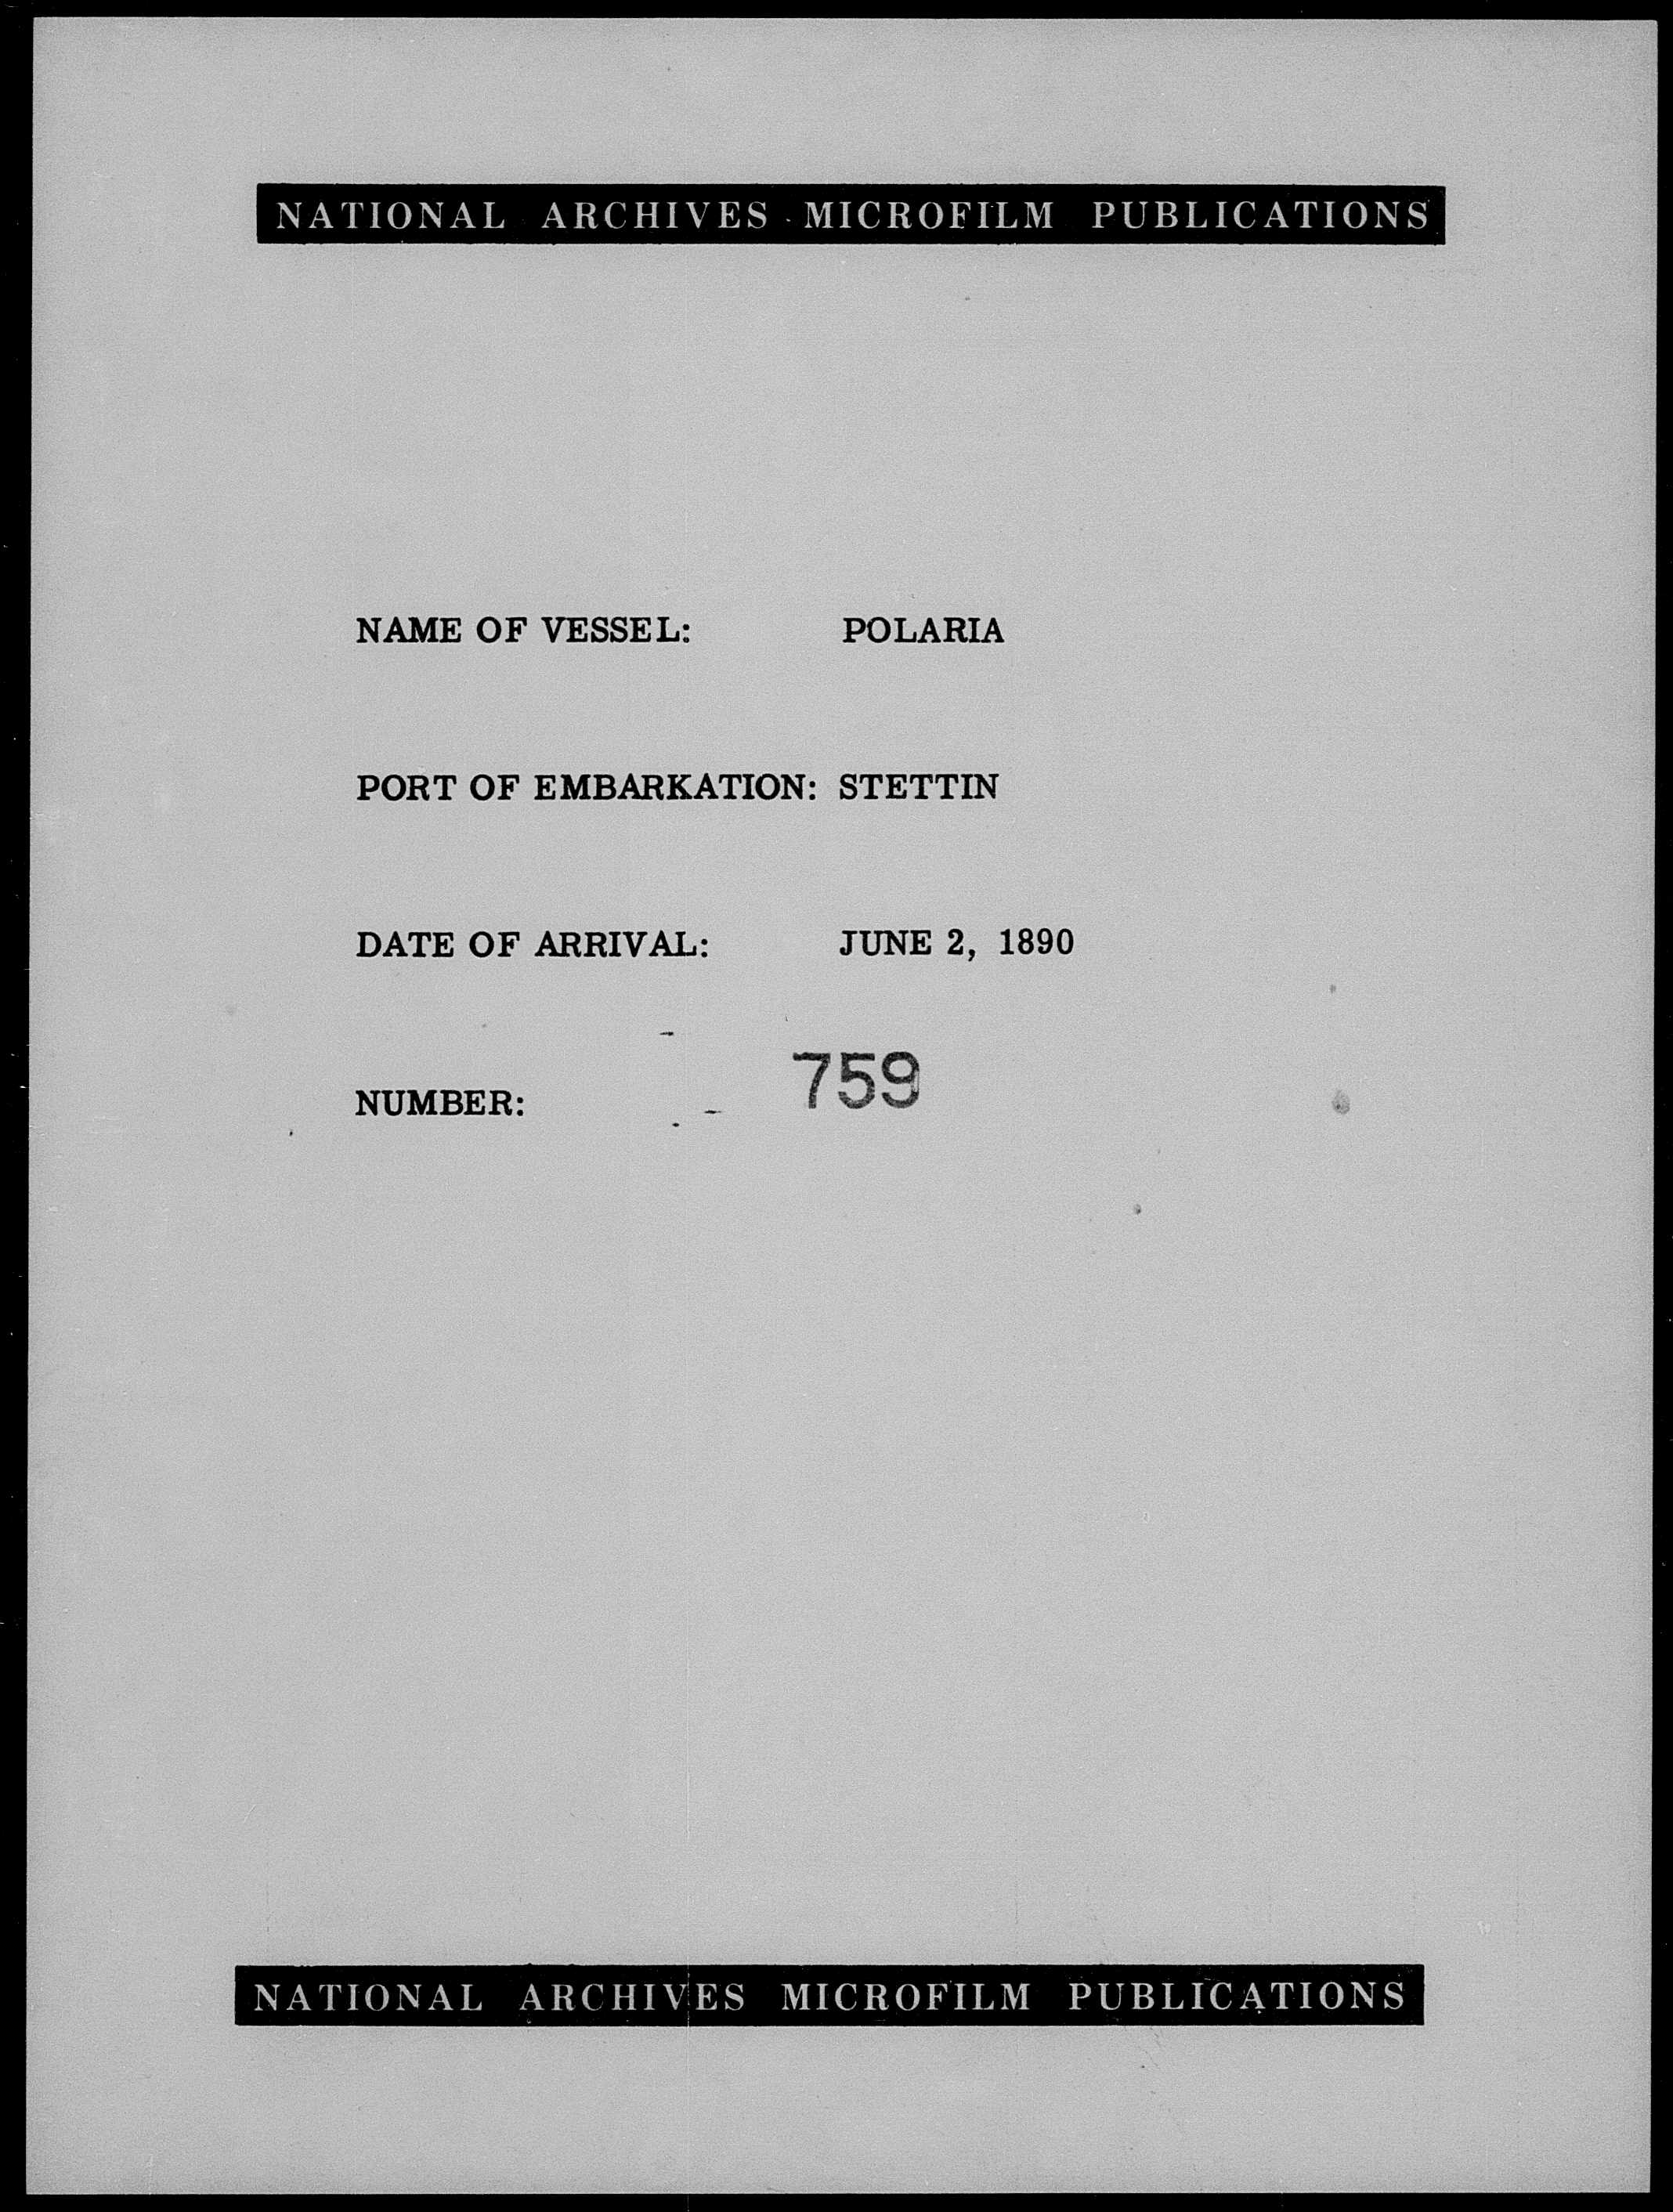 NATIONAL ARCHIVES MICROFILM PUBLICATIONS
NAME OF VESSEL: POLARIA
PORT OF EMBARKATION: STETTIN
DATE OF ARRIVAL: JUNE 2, 1890
NUMBER: 759
NATIONAL ARCHIVES MICROFILM PUBLICATIONS